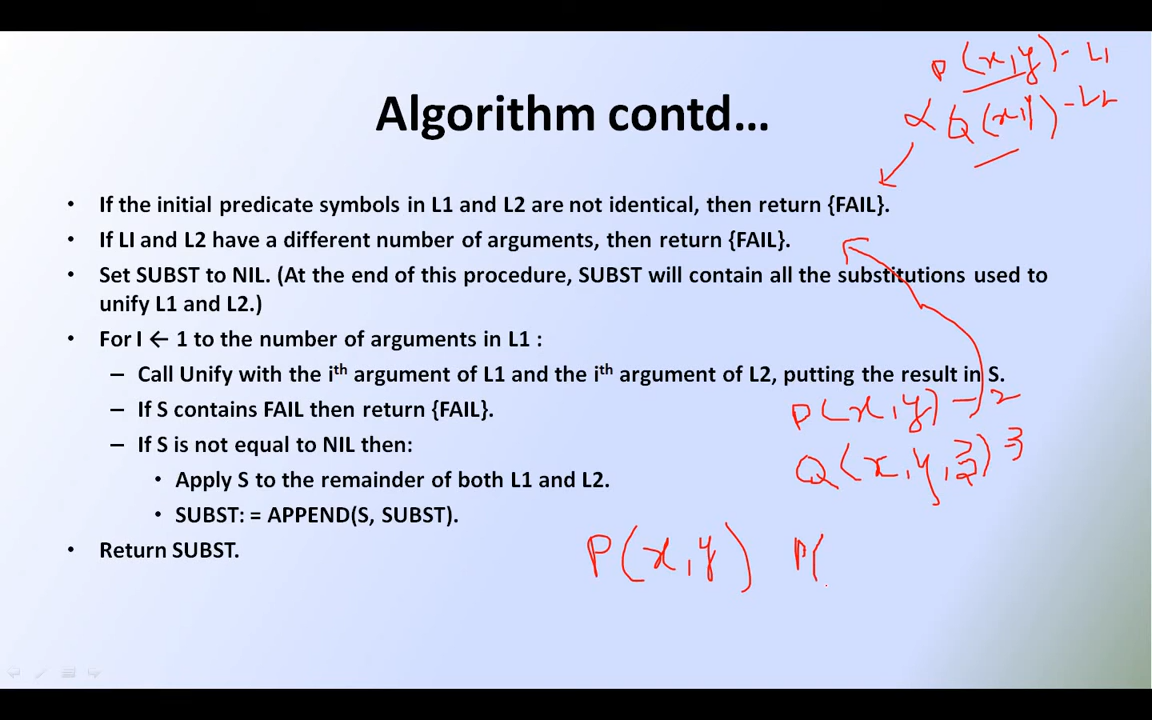 P(x,y) - L1
Algorithm contd...
Q(x,y) - L2
• If the initial predicate symbols in L1 and L2 are not identical, then return {FAIL}.
• If LI and L2 have a different number of arguments, then return {FAIL}.
• Set SUBST to NIL. (At the end of this procedure, SUBST will contain all the substitutions used to
unify L1 and L2.)
• For I ← 1 to the number of arguments in L1 :
– Call Unify with the ith argument of L1 and the ith argument of L2, putting the result in S.
P(x,y) - 2
– If S contains FAIL then return {FAIL}.
– If S is not equal to NIL then:
Q(x,y,z) 3
• Apply S to the remainder of both L1 and L2.
• SUBST: = APPEND(S, SUBST).
• Return SUBST.
P(x,y) P(